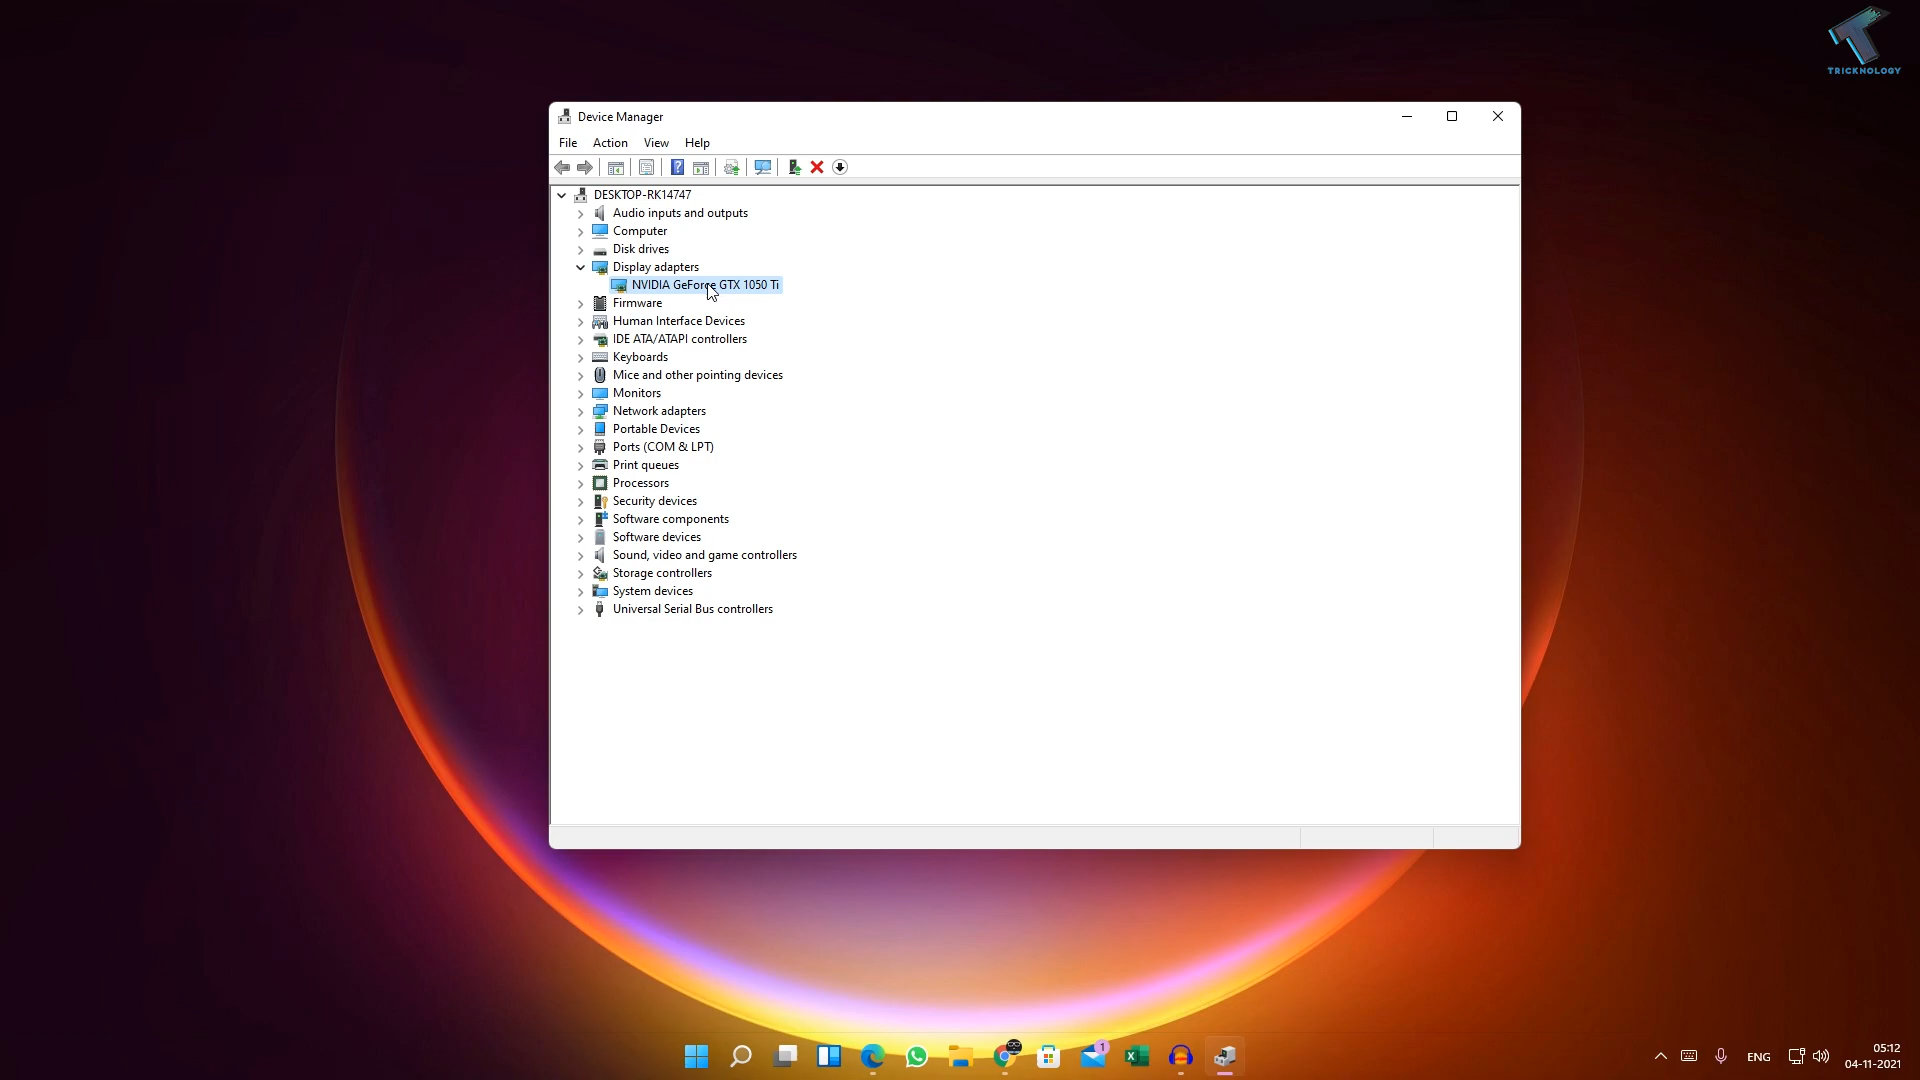 TRICKNOLOGY
Device Manager
File Action View Help
DESKTOP-RK14747
Audio inputs and outputs
Computer
Disk drives
Display adapters
NVIDIA GeForce GTX 1050 Ti
Firmware
Human Interface Devices
IDE ATA/ATAPI controllers
Keyboards
Mice and other pointing devices
Monitors
Network adapters
Portable Devices
Ports (COM & LPT)
Print queues
Processors
Security devices
Software components
Software devices
Sound, video and game controllers
Storage controllers
System devices
Universal Serial Bus controllers
1
ENG
05:12
04-11-2021